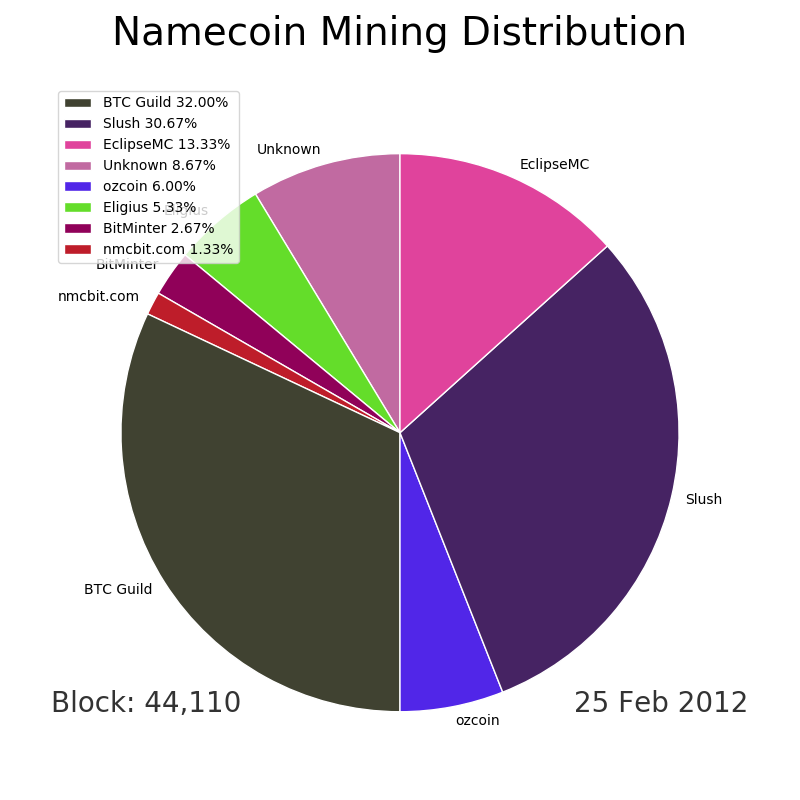 Namecoin Mining Distribution
BTC Guild 32.00%
Slush 30.67%
EclipseMC 13.33%
Unknown 8.67%
ozcoin 6.00%
Eligius 5.33%
BitMinter 2.67%
nmcbit.com 1.33%
Unknown
EclipseMC
Eligius
BitMinter
nmcbit.com
Slush
BTC Guild
ozcoin
Block: 44,110
25 Feb 2012